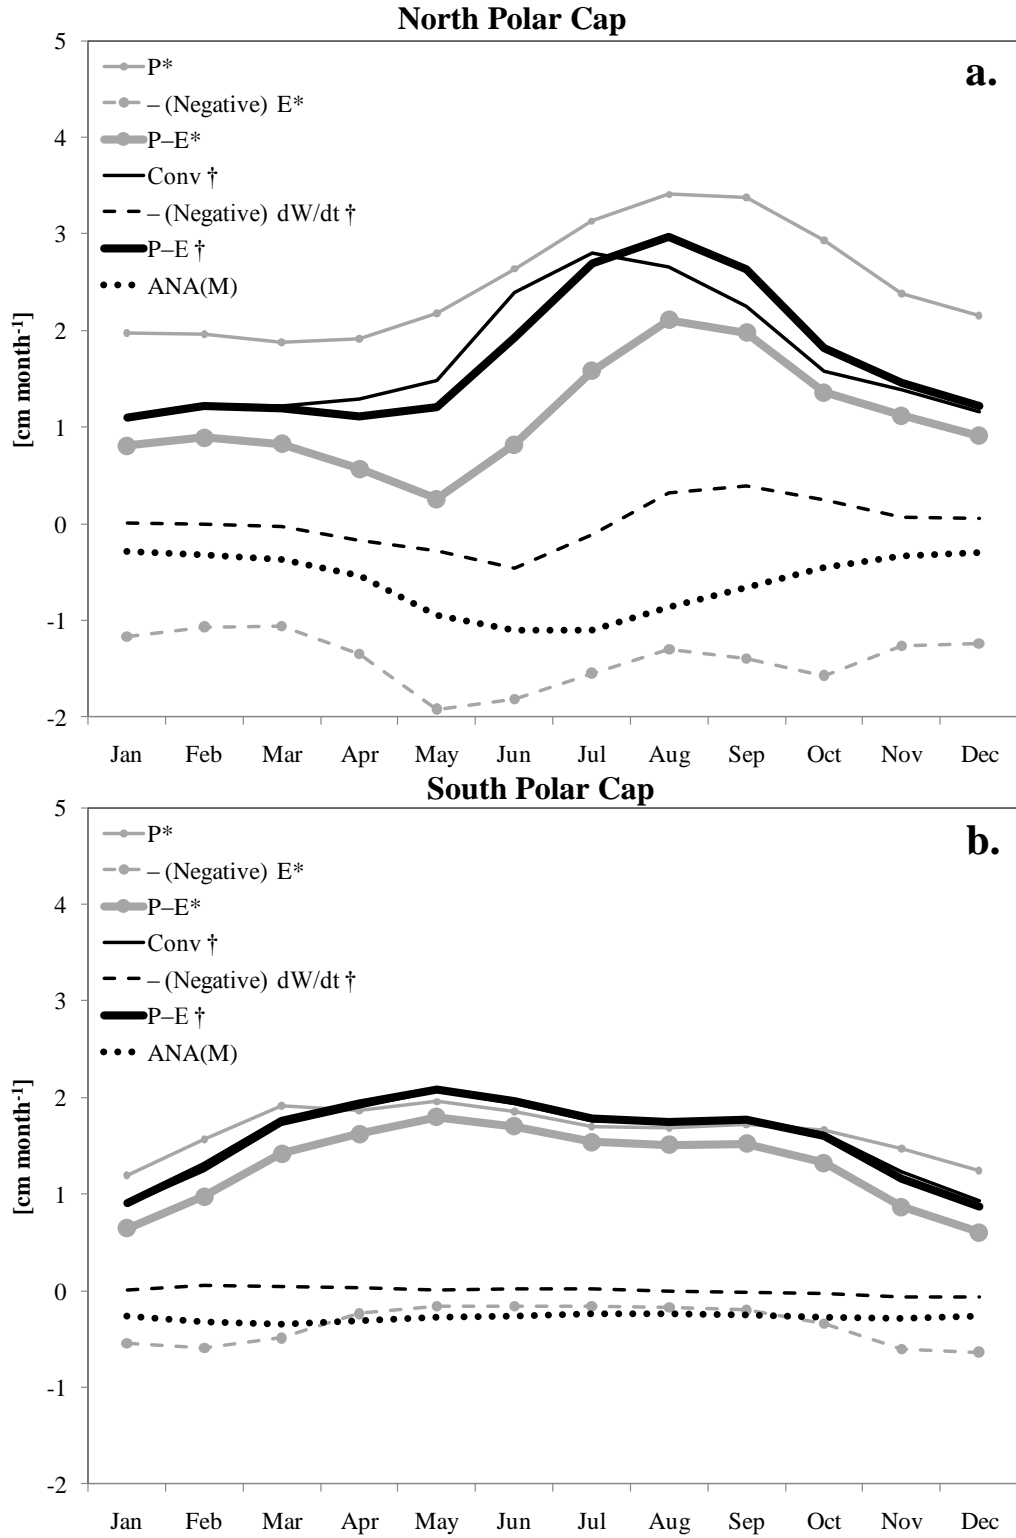 North Polar Cap
a.
P*
– (Negative) E*
P–E*
Conv †
– (Negative) dW/dt †
P–E †
ANA(M)
[cm month-1]
5
4
3
2
1
0
-1
-2
Jan Feb Mar Apr May Jun Jul Aug Sep Oct Nov Dec
South Polar Cap
b.
P*
– (Negative) E*
P–E*
Conv †
– (Negative) dW/dt †
P–E †
ANA(M)
[cm month-1]
5
4
3
2
1
0
-1
-2
Jan Feb Mar Apr May Jun Jul Aug Sep Oct Nov Dec